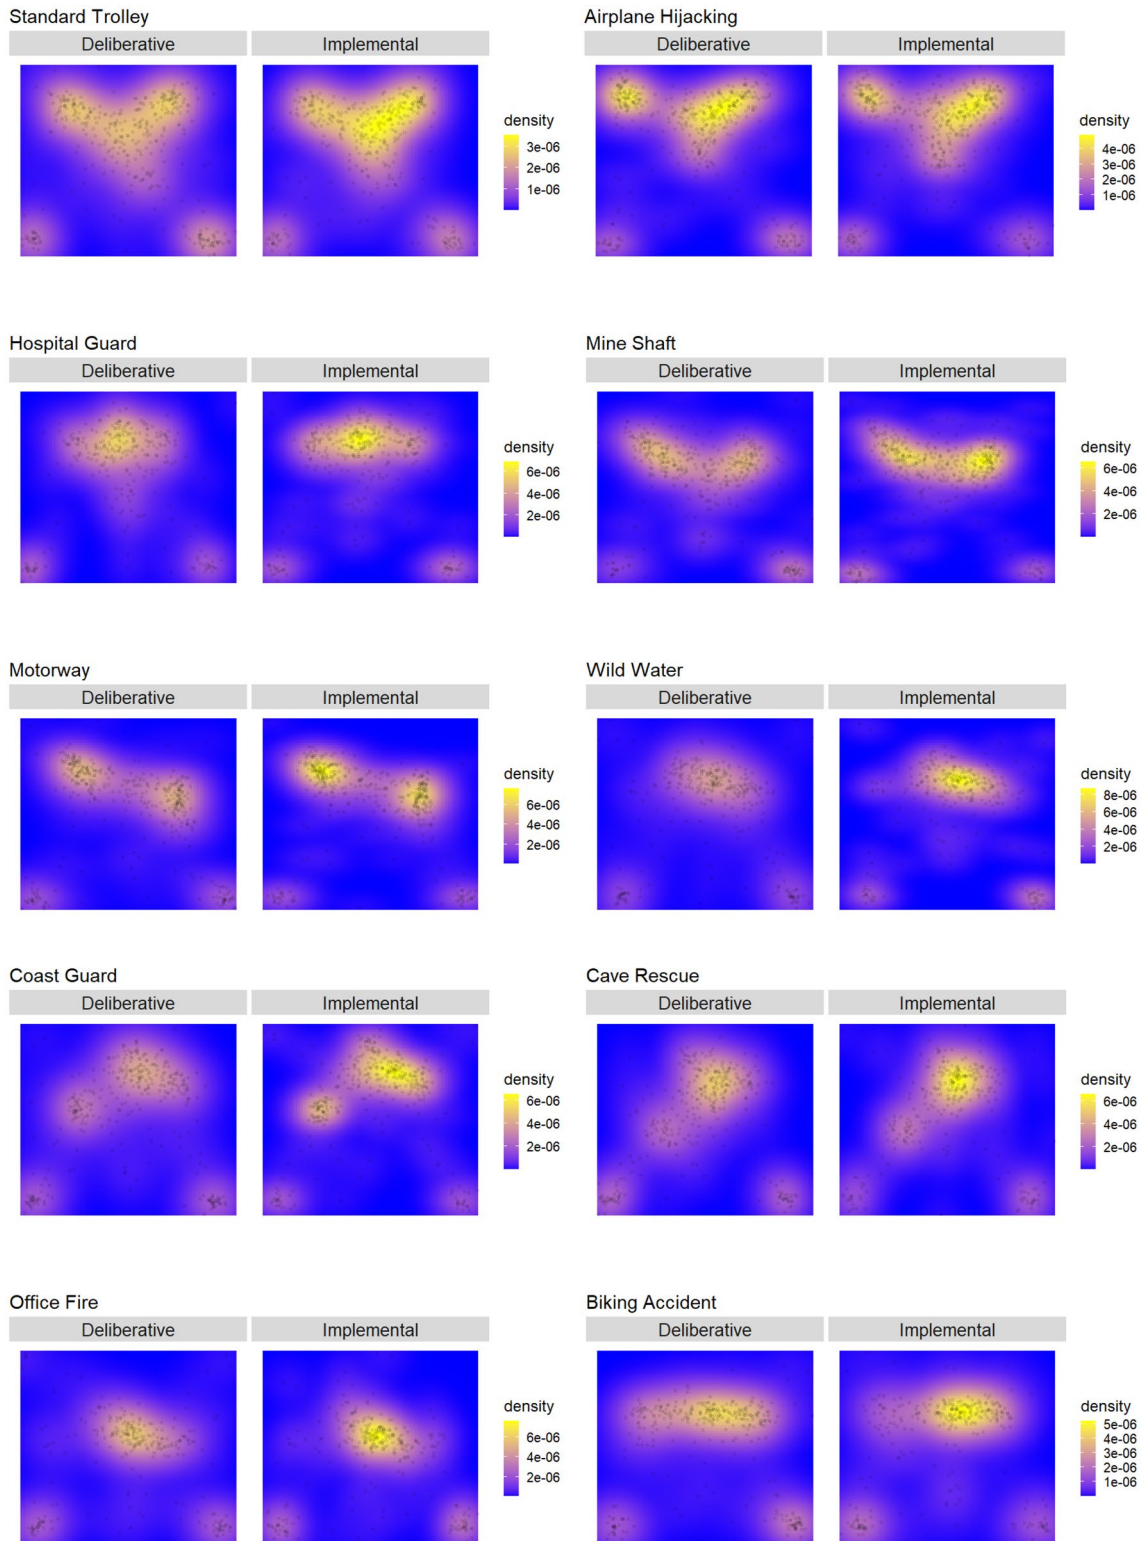 Standard Trolley
Deliberative
Implemental
density
3e-06
2e-06
1e-06
Airplane Hijacking
Deliberative
Implemental
density
4e-06
3e-06
2e-06
1e-06
Hospital Guard
Deliberative
Implemental
density
6e-06
4e-06
2e-06
Mine Shaft
Deliberative
Implemental
density
6e-06
4e-06
2e-06
Motorway
Deliberative
Implemental
density
6e-06
4e-06
2e-06
Wild Water
Deliberative
Implemental
density
8e-06
6e-06
4e-06
2e-06
Coast Guard
Deliberative
Implemental
density
6e-06
4e-06
2e-06
Cave Rescue
Deliberative
Implemental
density
6e-06
4e-06
2e-06
Office Fire
Deliberative
Implemental
density
6e-06
4e-06
2e-06
Biking Accident
Deliberative
Implemental
density
5e-06
4e-06
3e-06
2e-06
1e-06